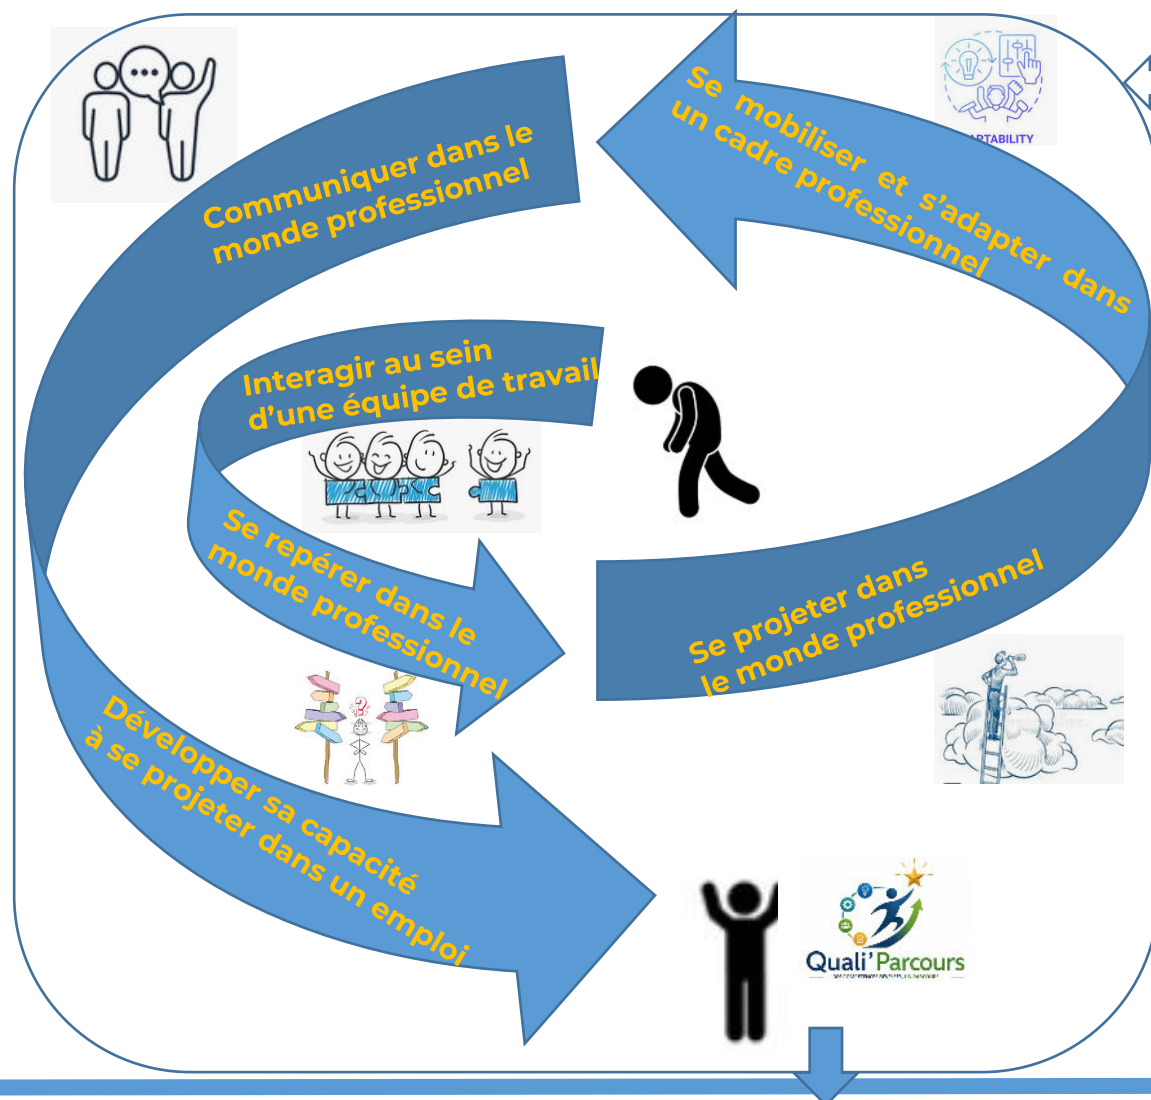 Communiquer dans le
monde professionnel
Se mobiliser et s'adapter dans
un cadre professionnel
PTABILITY
Interagir au sein
d'une équipe de travail
Se repérer dans le
monde professionnel
Se projeter dans
le monde professionnel
Développer sa capacité
à se projeter dans un emploi
Quali'Parcours